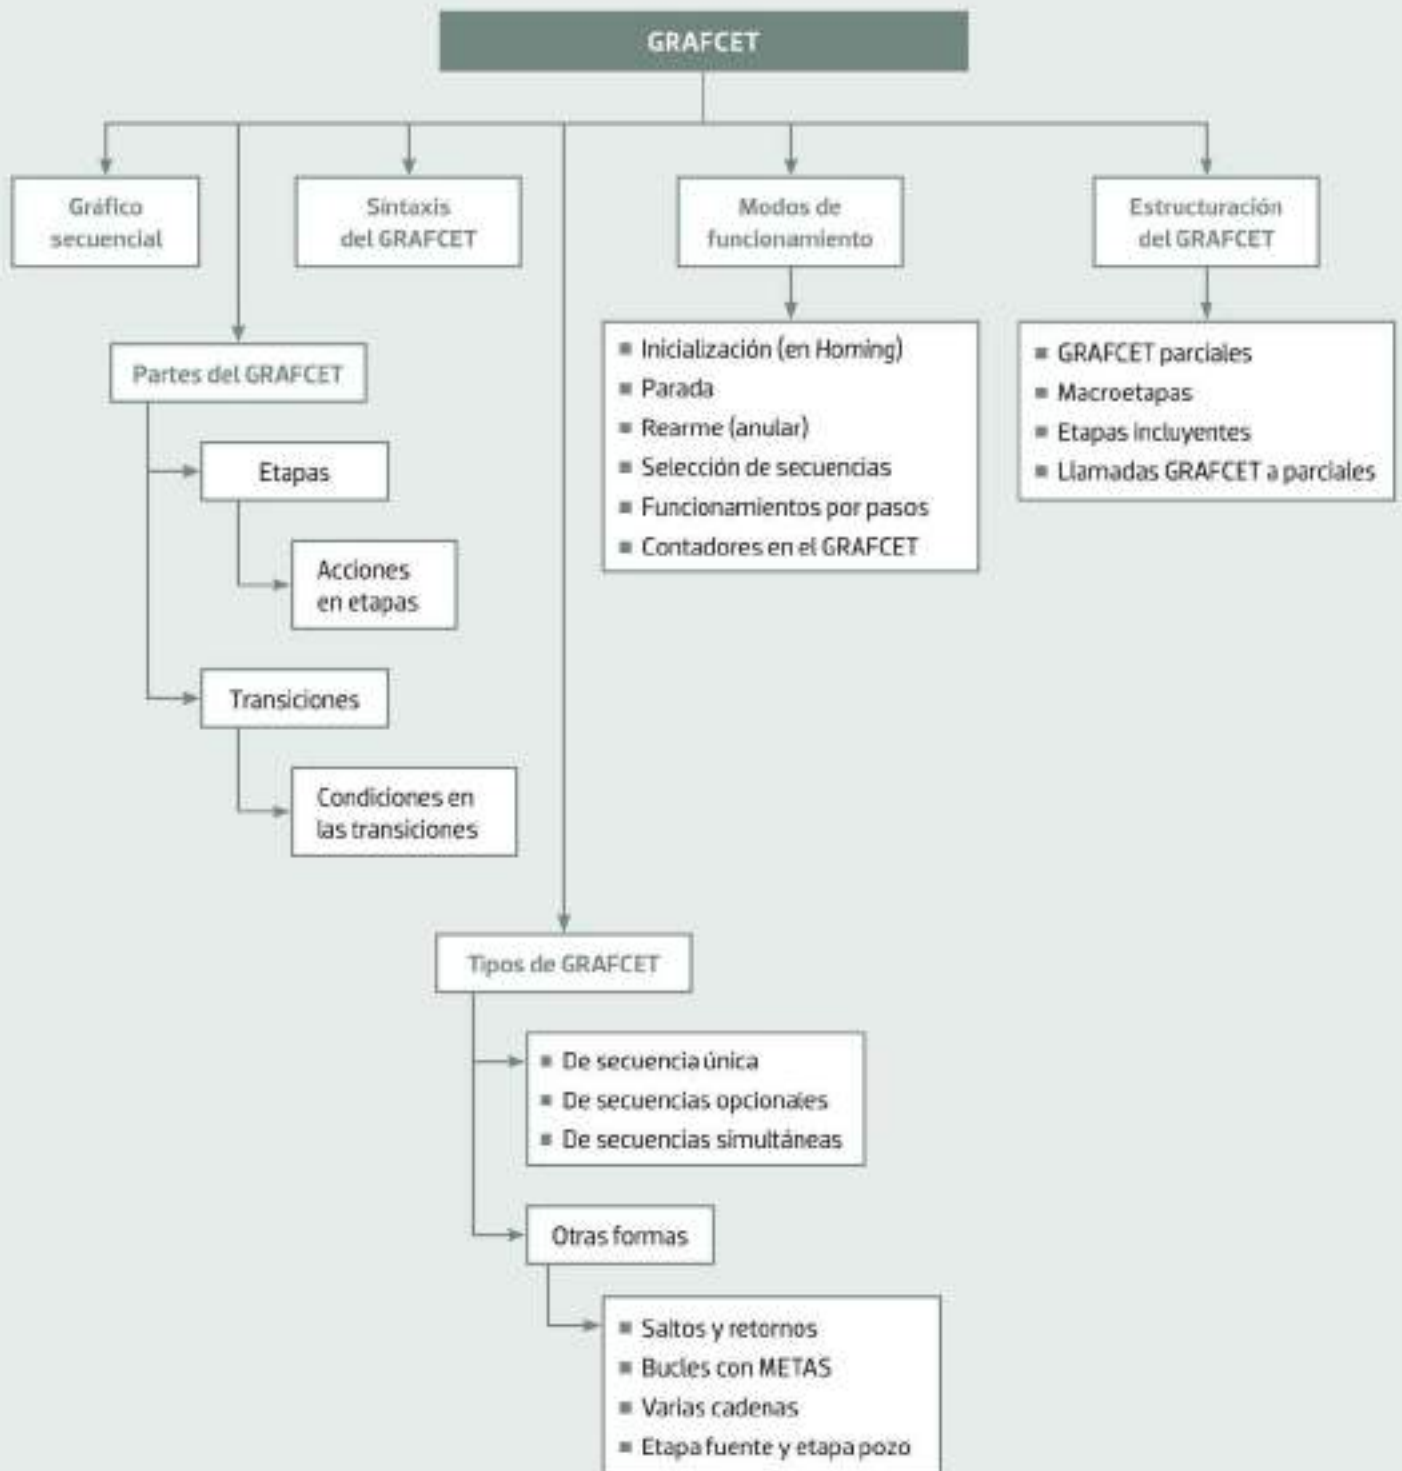 GRAFCET
Gráfico
secuencial
Síntaxis
del GRAFCET
Modos de
funcionamiento
Estructuración
del GRAFCET
Partes del GRAFCET
Etapas
Acciones
en etapas
Transiciones
Condiciones en
las transiciones
■ Inicialización (en Homing)
■ Parada
■ Rearme (anular)
■ Selección de secuencias
■ Funcionamientos por pasos
■ Contadores en el GRAFCET
■ GRAFCET parciales
■ Macroetapas
■ Etapas incluyentes
■ Llamadas GRAFCET a parciales
Tipos de GRAFCET
■ De secuencia única
■ De secuencias opcionales
■ De secuencias simultáneas
Otras formas
■ Saltos y retornos
■ Bucles con METAS
■ Varias cadenas
■ Etapa fuente y etapa pozo